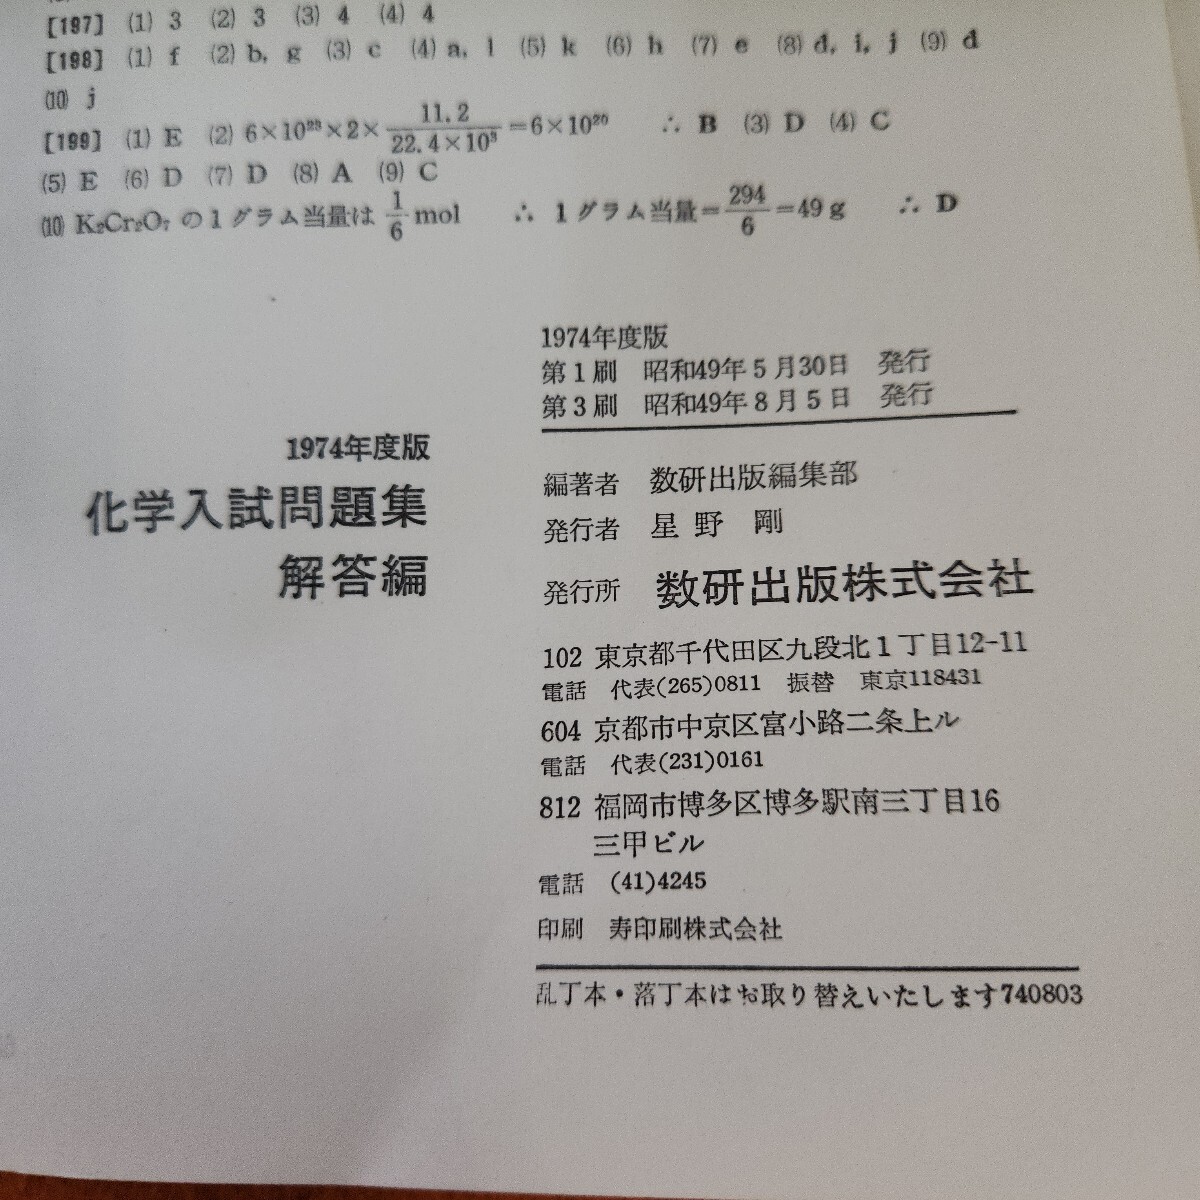 [197] (1) 3 (2) 3 (3) 4 (4) 4
[198] (1) f (2) b, g (3) c (4) a, l (5) k (6) h (7) e (8) d, i, j (9) d
(10) j
[199] (1) E (2) 6×10²³×2×11.2/22.4×10³=6×10²⁰ ∴ B (3) D (4) C
(5) E (6) D (7) D (8) A (9) C
(10) K₂Cr₂O₇ の1グラム当量は 1/6 mol ∴ 1グラム当量=294/6=49g ∴ D
1974年度版
第1刷 昭和49年5月30日 発行
第3刷 昭和49年8月5日 発行
1974年度版
化学入試問題集
解答編
編著者 数研出版編集部
発行者 星野 剛
発行所 数研出版株式会社
102 東京都千代田区九段北1丁目12-11
電話 代表(265)0811 振替 東京118431
604 京都市中京区富小路二条上ル
電話 代表(231)0161
812 福岡市博多区博多駅南三丁目16
三甲ビル
電話 (41)4245
印刷 寿印刷株式会社
乱丁本・落丁本はお取り替えいたします740803